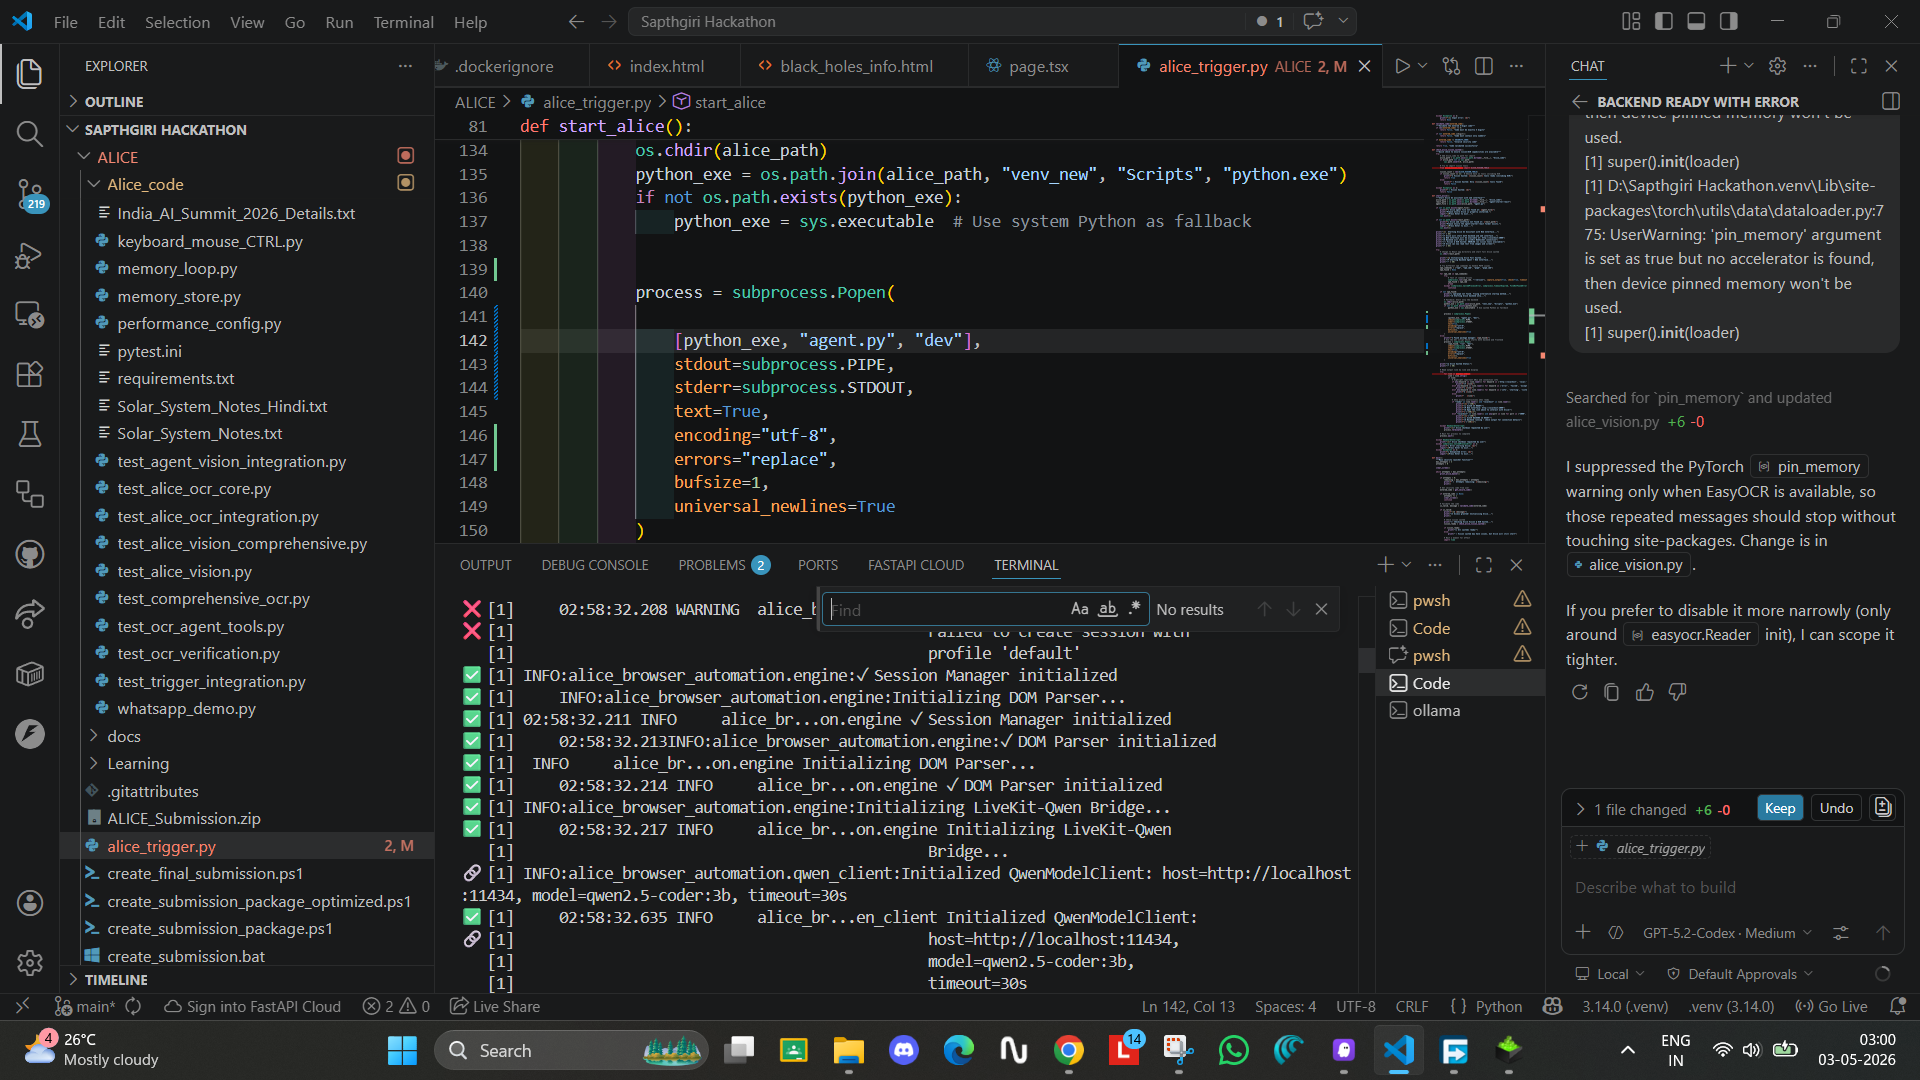 File Edit Selection View Go Run Terminal Help
Sapthgiri Hackathon
1
EXPLORER
OUTLINE
SAPTHGIRI HACKATHON
ALICE
Alice_code
India_AI_Summit_2026_Details.txt
keyboard_mouse_CTRL.py
memory_loop.py
memory_store.py
performance_config.py
pytest.ini
requirements.txt
Solar_System_Notes_Hindi.txt
Solar_System_Notes.txt
test_agent_vision_integration.py
test_alice_ocr_core.py
test_alice_ocr_integration.py
test_alice_vision_comprehensive.py
test_alice_vision.py
test_comprehensive_ocr.py
test_ocr_agent_tools.py
test_ocr_verification.py
test_trigger_integration.py
whatsapp_demo.py
docs
Learning
.gitattributes
ALICE_Submission.zip
alice_trigger.py 2, M
create_final_submission.ps1
create_submission_package_optimized.ps1
create_submission_package.ps1
create_submission.bat
TIMELINE
219
.dockerignore index.html black_holes_info.html page.tsx alice_trigger.py ALICE 2, M
ALICE > alice_trigger.py > start_alice
81 def start_alice():
134 os.chdir(alice_path)
135 python_exe = os.path.join(alice_path, "venv_new", "Scripts", "python.exe")
136 if not os.path.exists(python_exe):
137 python_exe = sys.executable # Use system Python as fallback
138
139
140 process = subprocess.Popen(
141
142 [python_exe, "agent.py", "dev"],
143 stdout=subprocess.PIPE,
144 stderr=subprocess.STDOUT,
145 text=True,
146 encoding="utf-8",
147 errors="replace",
148 bufsize=1,
149 universal_newlines=True
150 )
OUTPUT DEBUG CONSOLE PROBLEMS 2 PORTS FASTAPI CLOUD TERMINAL
Find Aa ab .* No results
❌ [1] 02:58:32.208 WARNING alice_b
❌ [1] Failed to create session with
[1] profile 'default'
✅ [1] INFO:alice_browser_automation.engine:✓ Session Manager initialized
✅ [1] INFO:alice_browser_automation.engine:Initializing DOM Parser...
✅ [1] 02:58:32.211 INFO alice_br...on.engine ✓ Session Manager initialized
✅ [1] 02:58:32.213INFO:alice_browser_automation.engine:✓ DOM Parser initialized
✅ [1] INFO alice_br...on.engine Initializing DOM Parser...
✅ [1] 02:58:32.214 INFO alice_br...on.engine ✓ DOM Parser initialized
✅ [1] INFO:alice_browser_automation.engine:Initializing LiveKit-Qwen Bridge...
✅ [1] 02:58:32.217 INFO alice_br...on.engine Initializing LiveKit-Qwen
[1] Bridge...
🔗 [1] INFO:alice_browser_automation.qwen_client:Initialized QwenModelClient: host=http://localhost
:11434, model=qwen2.5-coder:3b, timeout=30s
✅ [1] 02:58:32.635 INFO alice_br...en_client Initialized QwenModelClient:
🔗 [1] host=http://localhost:11434,
[1] model=qwen2.5-coder:3b,
[1] timeout=30s
pwsh
Code
pwsh
Code
ollama
CHAT
BACKEND READY WITH ERROR
then device pinned memory won't be
used.
[1] super().init(loader)
[1] D:\Sapthgiri Hackathon.venv\Lib\site-
packages\torch\utils\data\dataloader.py:7
75: UserWarning: 'pin_memory' argument
is set as true but no accelerator is found,
then device pinned memory won't be
used.
[1] super().init(loader)
Searched for `pin_memory` and updated
alice_vision.py +6 -0
I suppressed the PyTorch pin_memory
warning only when EasyOCR is available, so
those repeated messages should stop without
touching site-packages. Change is in
alice_vision.py .
If you prefer to disable it more narrowly (only
around easyocr.Reader init), I can scope it
tighter.
1 file changed +6 -0 Keep Undo
alice_trigger.py
Describe what to build
GPT-5.2-Codex · Medium
Local Default Approvals
main* Sign into FastAPI Cloud 2 0 Live Share
Ln 142, Col 13 Spaces: 4 UTF-8 CRLF { } Python 3.14.0 (.venv) .venv (3.14.0) Go Live
4
26°C
Mostly cloudy
Search
14
ENG
IN
03:00
03-05-2026